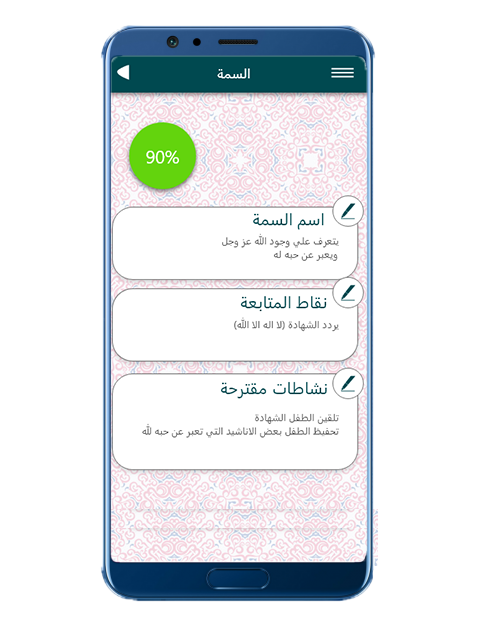 السمة
90%
اسم السمة
يتعرف علي وجود الله عز وجل
ويعبر عن حبه له
نقاط المتابعة
يردد الشهادة (لا اله الا الله)
نشاطات مقترحة
تلقين الطفل الشهادة
تحفيظ الطفل بعض الاناشيد التي تعبر عن حبه لله